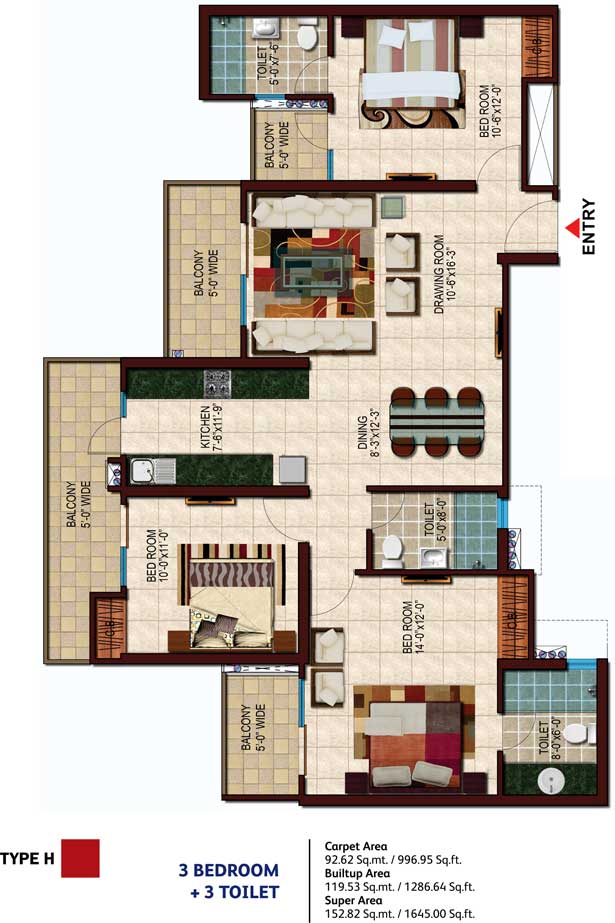 TOILET
5'-0"x7'-6"
BED ROOM
10'-6"x12'-0"
C.B.
BALCONY
5'-0" WIDE
ENTRY
BALCONY
5'-0" WIDE
DRAWING ROOM
10'-6"x16'-3"
KITCHEN
7'-6"x11'-9"
DINING
8'-3"x12'-3"
BALCONY
5'-0" WIDE
TOILET
5'-0"x8'-0"
BED ROOM
10'-0"x11'-0"
C.B.
BED ROOM
14'-0"x12'-0"
C.B.
BALCONY
5'-0" WIDE
TOILET
8'-0"x6'-0"
TYPE H
3 BEDROOM
+ 3 TOILET
Carpet Area
92.62 Sq.mt. / 996.95 Sq.ft.
Builtup Area
119.53 Sq.mt. / 1286.64 Sq.ft.
Super Area
152.82 Sq.mt. / 1645.00 Sq.ft.